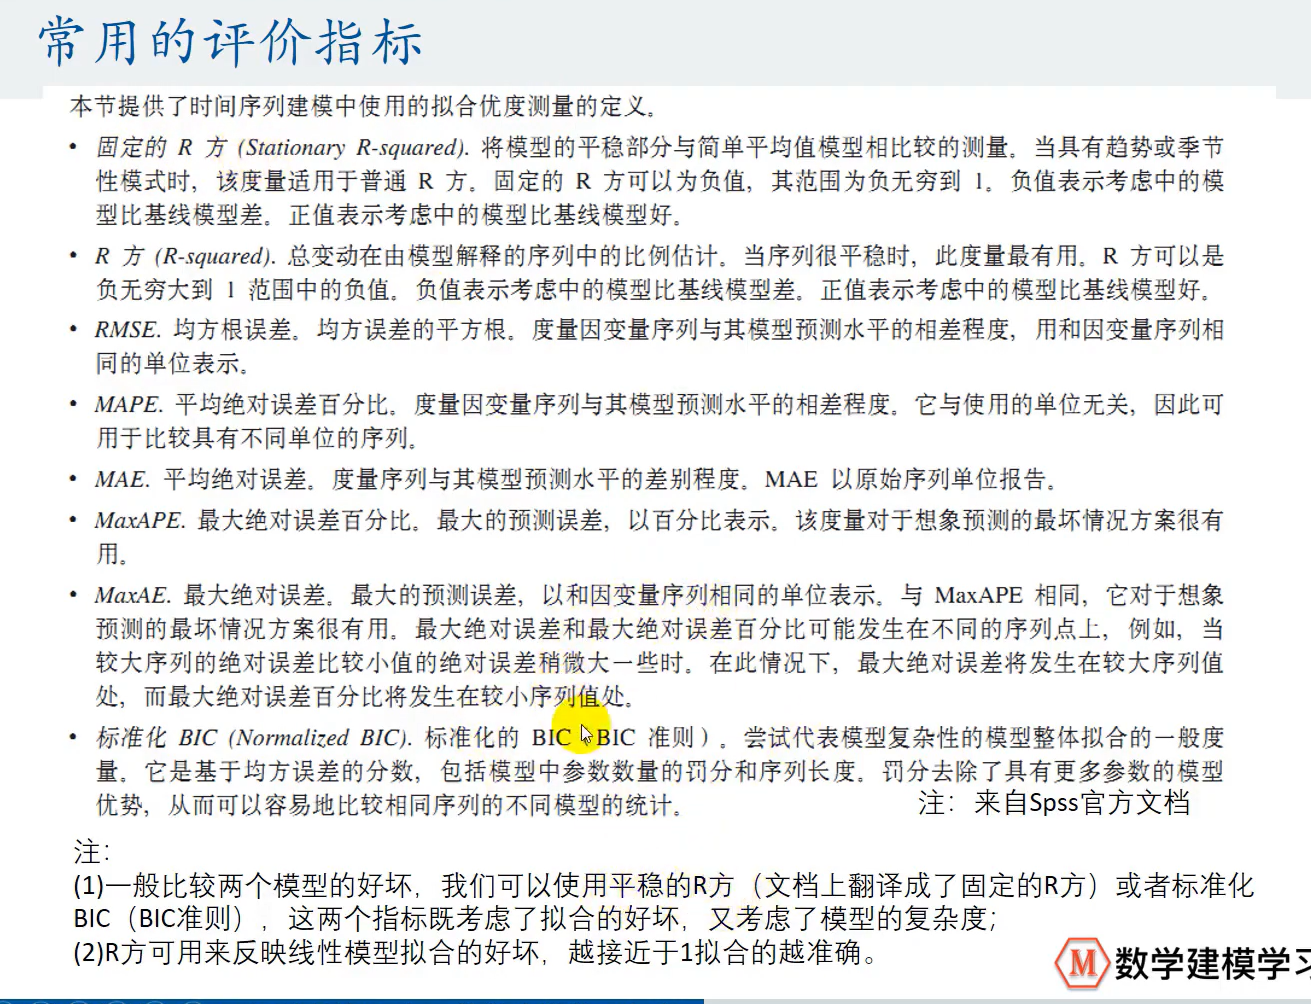 常用的评价指标
本节提供了时间序列建模中使用的拟合优度测量的定义。
• 固定的 R 方 (Stationary R-squared). 将模型的平稳部分与简单平均值模型相比较的测量。当具有趋势或季节
性模式时，该度量适用于普通 R 方。固定的 R 方可以为负值，其范围为负无穷到 1。负值表示考虑中的模
型比基线模型差。正值表示考虑中的模型比基线模型好。
• R 方 (R-squared). 总变动在由模型解释的序列中的比例估计。当序列很平稳时，此度量最有用。R 方可以是
负无穷大到 1 范围中的负值。负值表示考虑中的模型比基线模型差。正值表示考虑中的模型比基线模型好。
• RMSE. 均方根误差。均方误差的平方根。度量因变量序列与其模型预测水平的相差程度，用和因变量序列相
同的单位表示。
• MAPE. 平均绝对误差百分比。度量因变量序列与其模型预测水平的相差程度。它与使用的单位无关，因此可
用于比较具有不同单位的序列。
• MAE. 平均绝对误差。度量序列与其模型预测水平的差别程度。MAE 以原始序列单位报告。
• MaxAPE. 最大绝对误差百分比。最大的预测误差，以百分比表示。该度量对于想象预测的最坏情况方案很有
用。
• MaxAE. 最大绝对误差。最大的预测误差，以和因变量序列相同的单位表示。与 MaxAPE 相同，它对于想象
预测的最坏情况方案很有用。最大绝对误差和最大绝对误差百分比可能发生在不同的序列点上，例如，当
较大序列的绝对误差比较小值的绝对误差稍微大一些时。在此情况下，最大绝对误差将发生在较大序列值
处，而最大绝对误差百分比将发生在较小序列值处。
• 标准化 BIC (Normalized BIC). 标准化的 BIC BIC 准则）。尝试代表模型复杂性的模型整体拟合的一般度
量。它是基于均方误差的分数，包括模型中参数数量的罚分和序列长度。罚分去除了具有更多参数的模型
优势，从而可以容易地比较相同序列的不同模型的统计。
注：来自Spss官方文档
注：
(1)一般比较两个模型的好坏，我们可以使用平稳的R方（文档上翻译成了固定的R方）或者标准化
BIC（BIC准则），这两个指标既考虑了拟合的好坏，又考虑了模型的复杂度；
(2)R方可用来反映线性模型拟合的好坏，越接近于1拟合的越准确。
M 数学建模学习